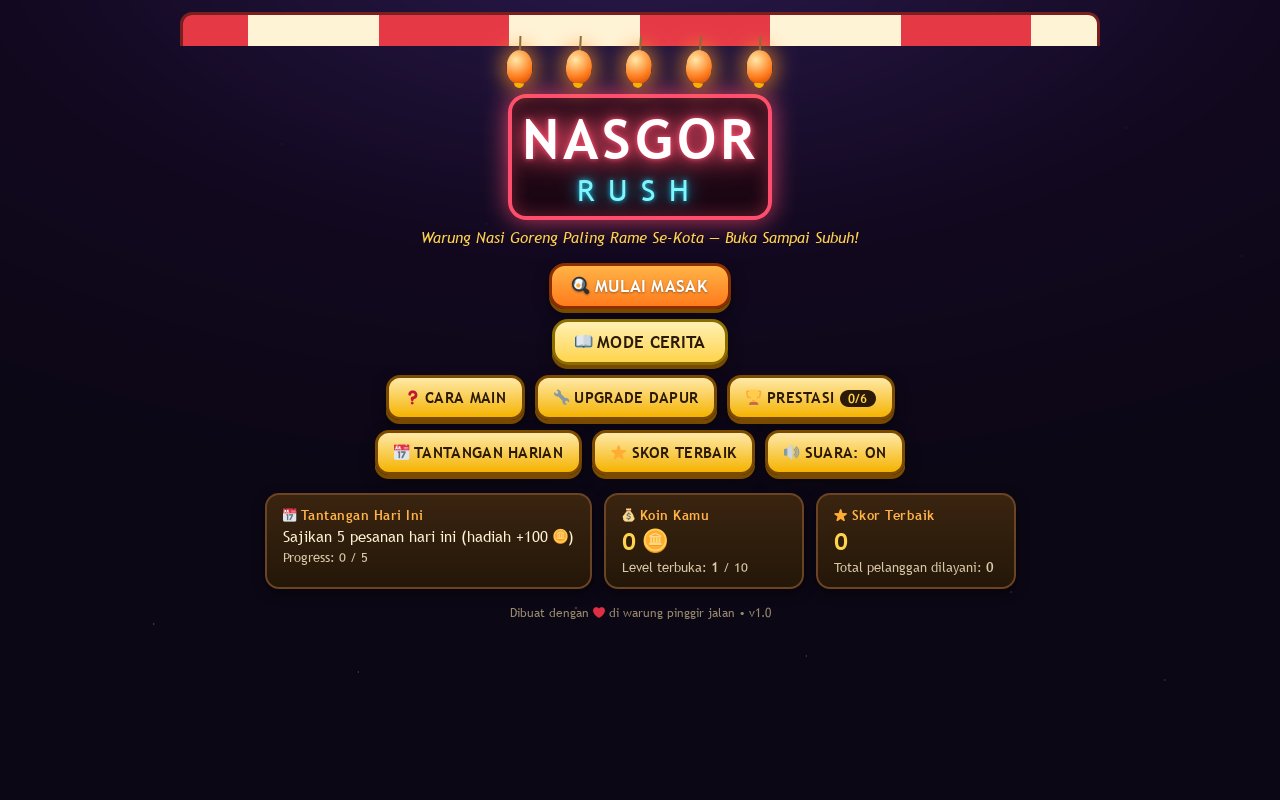 NASGOR
RUSH
Warung Nasi Goreng Paling Rame Se-Kota — Buka Sampai Subuh!
🍳 MULAI MASAK
📖 MODE CERITA
❓ CARA MAIN
🔧 UPGRADE DAPUR
🏆 PRESTASI 0/6
📅 TANTANGAN HARIAN
⭐ SKOR TERBAIK
🔊 SUARA: ON
📅 Tantangan Hari Ini
Sajikan 5 pesanan hari ini (hadiah +100 🪙)
Progress: 0 / 5
💰 Koin Kamu
0 🪙
Level terbuka: 1 / 10
⭐ Skor Terbaik
0
Total pelanggan dilayani: 0
Dibuat dengan ❤️ di warung pinggir jalan • v1.0